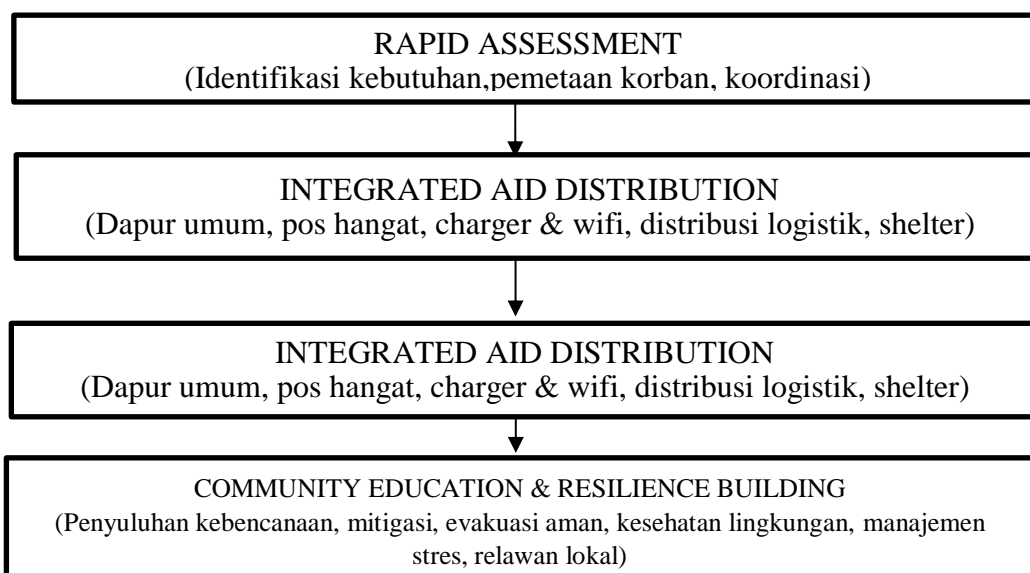 RAPID ASSESSMENT
(Identifikasi kebutuhan,pemetaan korban, koordinasi)
INTEGRATED AID DISTRIBUTION
(Dapur umum, pos hangat, charger & wifi, distribusi logistik, shelter)
INTEGRATED AID DISTRIBUTION
(Dapur umum, pos hangat, charger & wifi, distribusi logistik, shelter)
COMMUNITY EDUCATION & RESILIENCE BUILDING
(Penyuluhan kebencanaan, mitigasi, evakuasi aman, kesehatan lingkungan, manajemen
stres, relawan lokal)